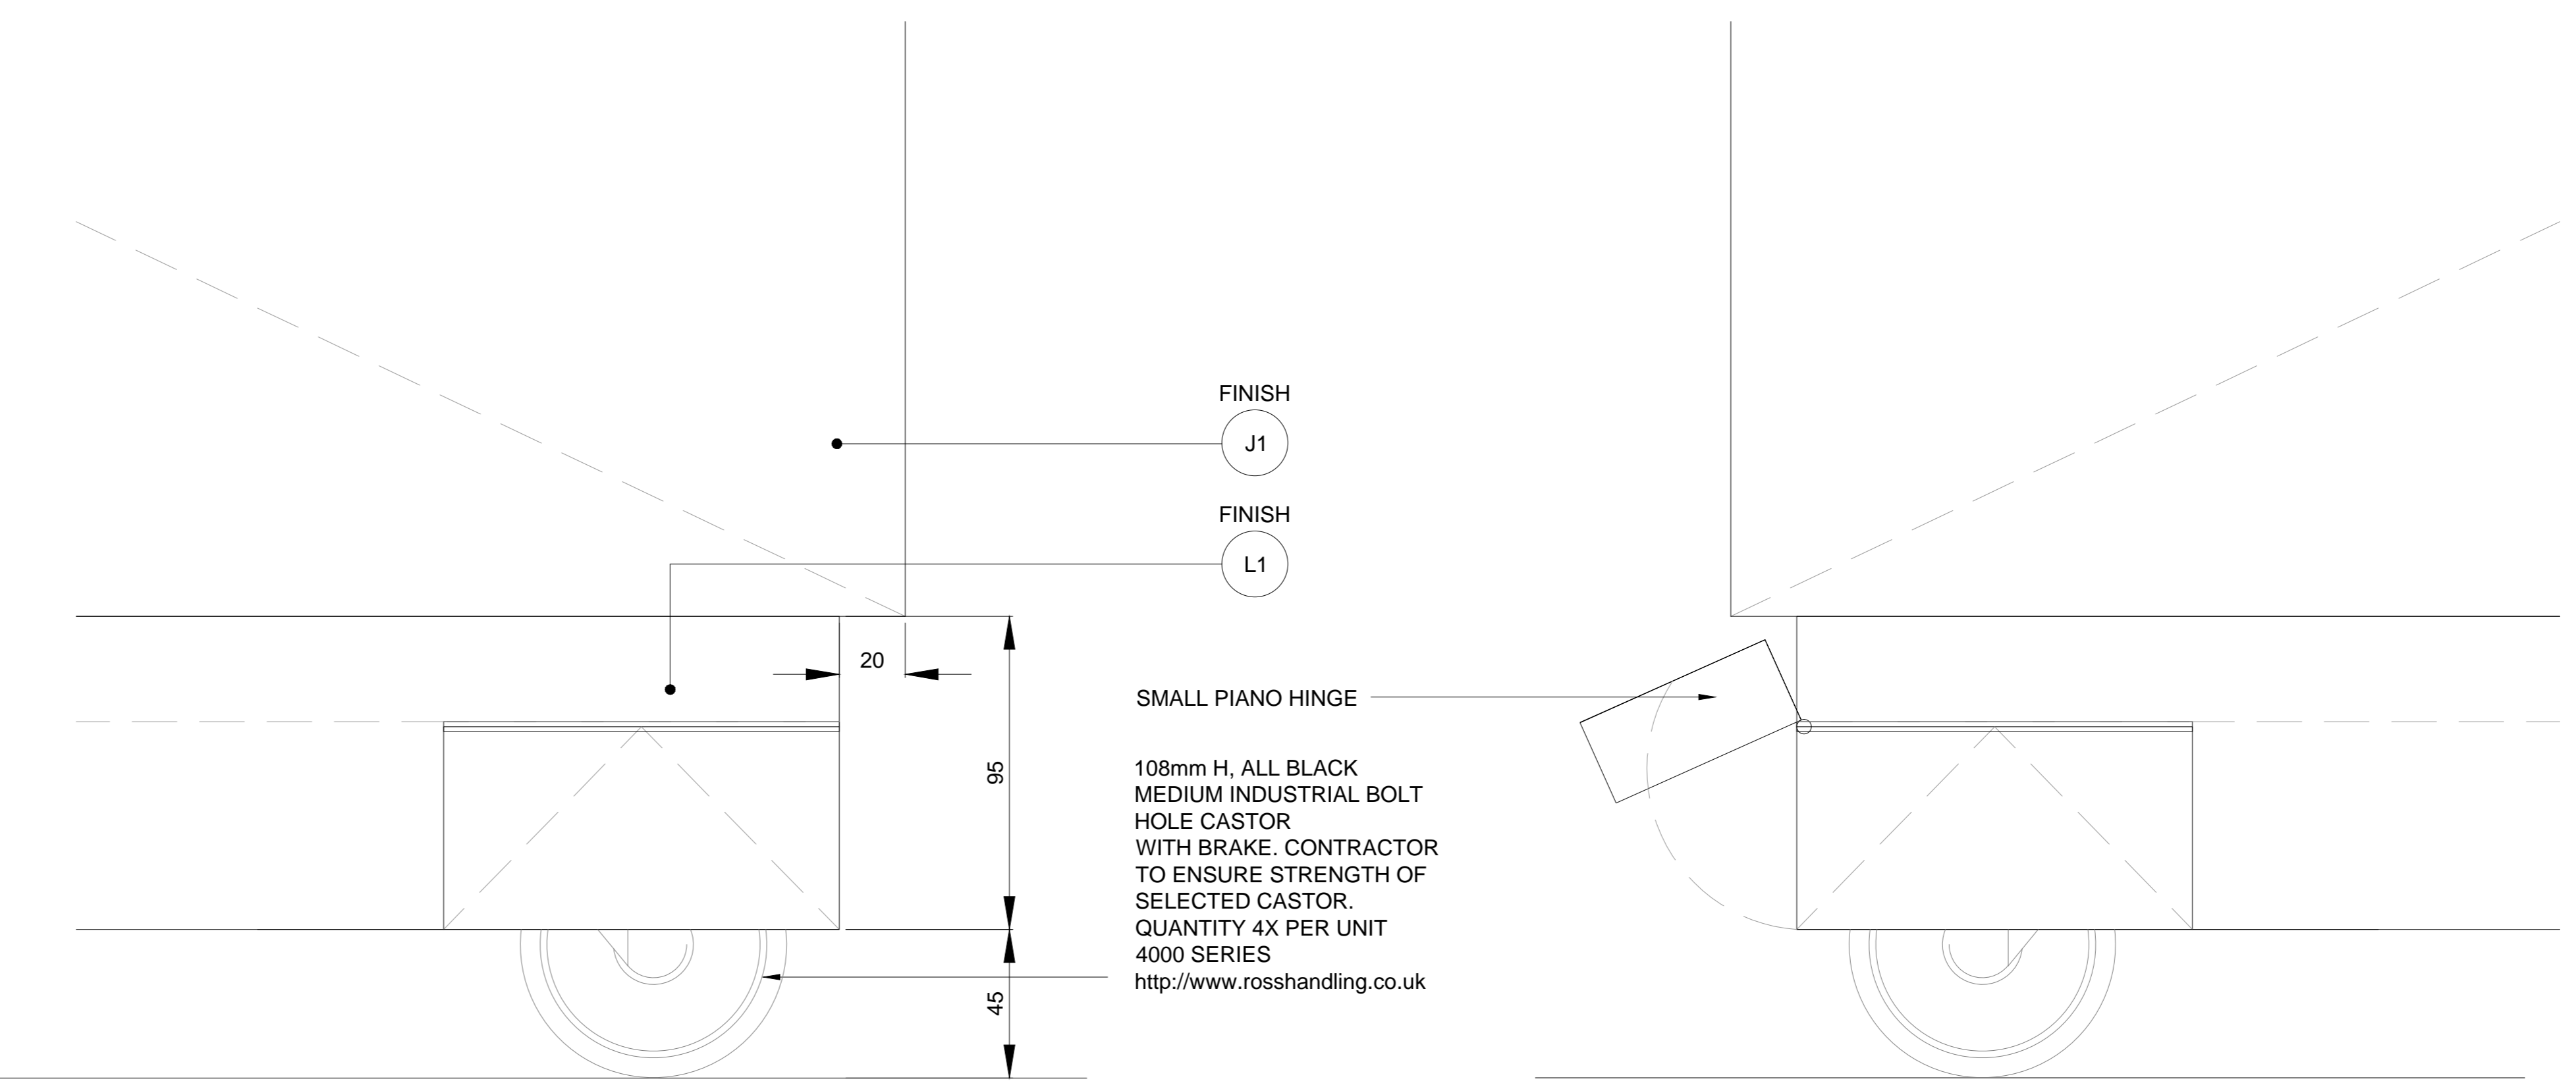 FINISH
J1
FINISH
L1
20
SMALL PIANO HINGE
95
108mm H, ALL BLACK
MEDIUM INDUSTRIAL BOLT
HOLE CASTOR
WITH BRAKE. CONTRACTOR
TO ENSURE STRENGTH OF
SELECTED CASTOR.
QUANTITY 4X PER UNIT
4000 SERIES
http://www.rosshandling.co.uk
45